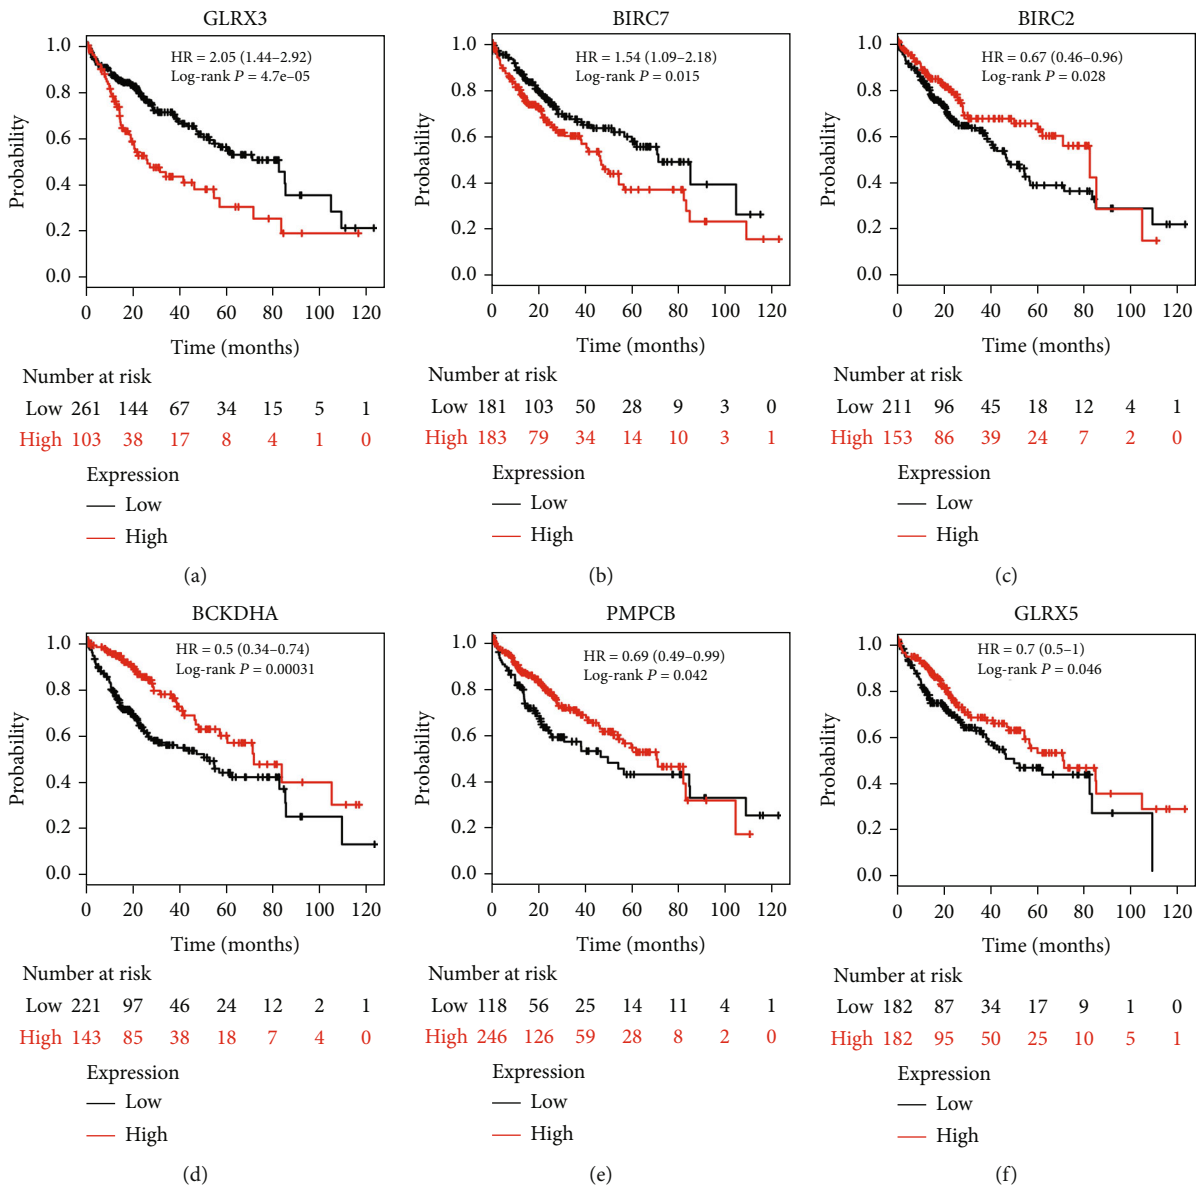 GLRX3
HR = 2.05 (1.44–2.92)
Log-rank P = 4.7e–05
Probability
1.0
0.8
0.6
0.4
0.2
0.0
0 20 40 60 80 100 120
Time (months)
Number at risk
Low 261 144 67 34 15 5 1
High 103 38 17 8 4 1 0
Expression
Low
High
(a)
BIRC7
HR = 1.54 (1.09–2.18)
Log-rank P = 0.015
Probability
1.0
0.8
0.6
0.4
0.2
0.0
0 20 40 60 80 100 120
Time (months)
Number at risk
Low 181 103 50 28 9 3 0
High 183 79 34 14 10 3 1
Expression
Low
High
(b)
BIRC2
HR = 0.67 (0.46–0.96)
Log-rank P = 0.028
Probability
1.0
0.8
0.6
0.4
0.2
0.0
0 20 40 60 80 100 120
Time (months)
Number at risk
Low 211 96 45 18 12 4 1
High 153 86 39 24 7 2 0
Expression
Low
High
(c)
BCKDHA
HR = 0.5 (0.34–0.74)
Log-rank P = 0.00031
Probability
1.0
0.8
0.6
0.4
0.2
0.0
0 20 40 60 80 100 120
Time (months)
Number at risk
Low 221 97 46 24 12 2 1
High 143 85 38 18 7 4 0
Expression
Low
High
(d)
PMPCB
HR = 0.69 (0.49–0.99)
Log-rank P = 0.042
Probability
1.0
0.8
0.6
0.4
0.2
0.0
0 20 40 60 80 100 120
Time (months)
Number at risk
Low 118 56 25 14 11 4 1
High 246 126 59 28 8 2 0
Expression
Low
High
(e)
GLRX5
HR = 0.7 (0.5–1)
Log-rank P = 0.046
Probability
1.0
0.8
0.6
0.4
0.2
0.0
0 20 40 60 80 100 120
Time (months)
Number at risk
Low 182 87 34 17 9 1 0
High 182 95 50 25 10 5 1
Expression
Low
High
(f)